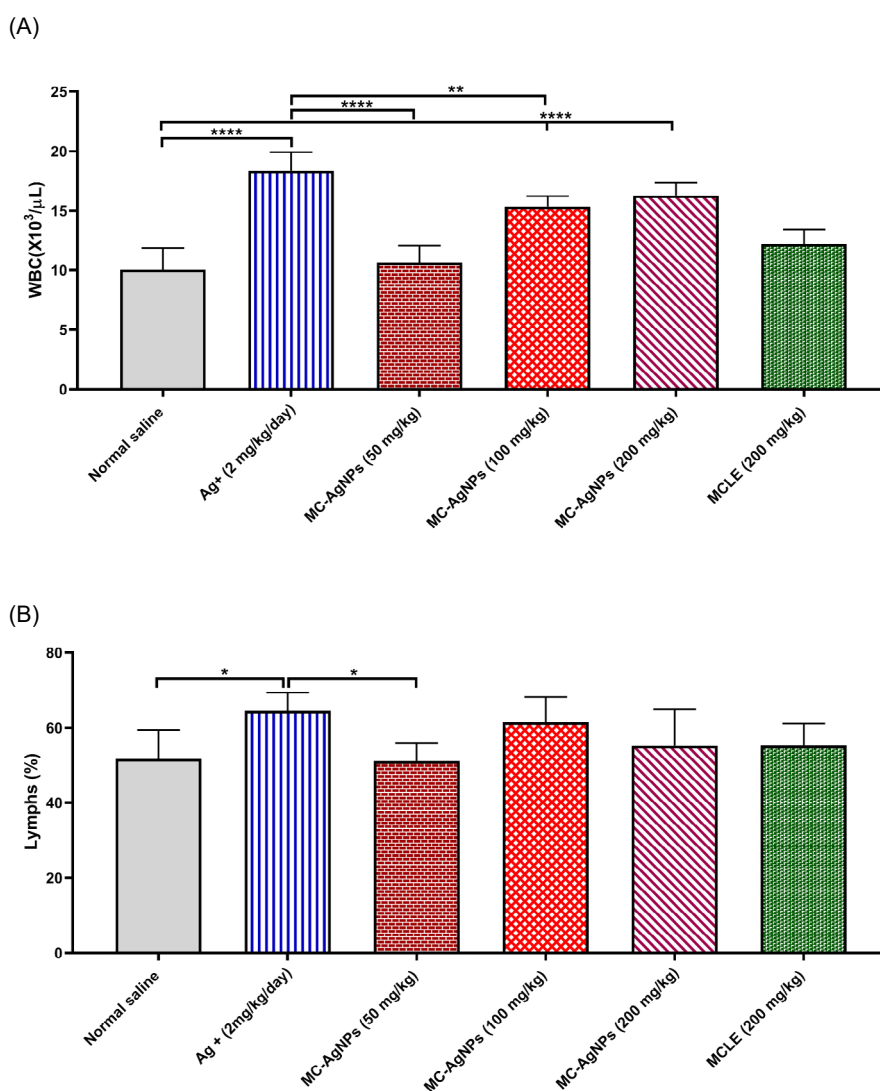 (A)
25
20
15
10
5
0
WBC(X10³/μL)
**
****
****
****
Normal saline
Ag+ (2 mg/kg/day)
MC-AgNPs (50 mg/kg)
MC-AgNPs (100 mg/kg)
MC-AgNPs (200 mg/kg)
MCLE (200 mg/kg)
(B)
80
60
40
20
0
Lymphs (%)
*
*
Normal saline
Ag + (2mg/kg/day)
MC-AgNPs (50 mg/kg)
MC-AgNPs (100 mg/kg)
MC-AgNPs (200 mg/kg)
MCLE (200 mg/kg)